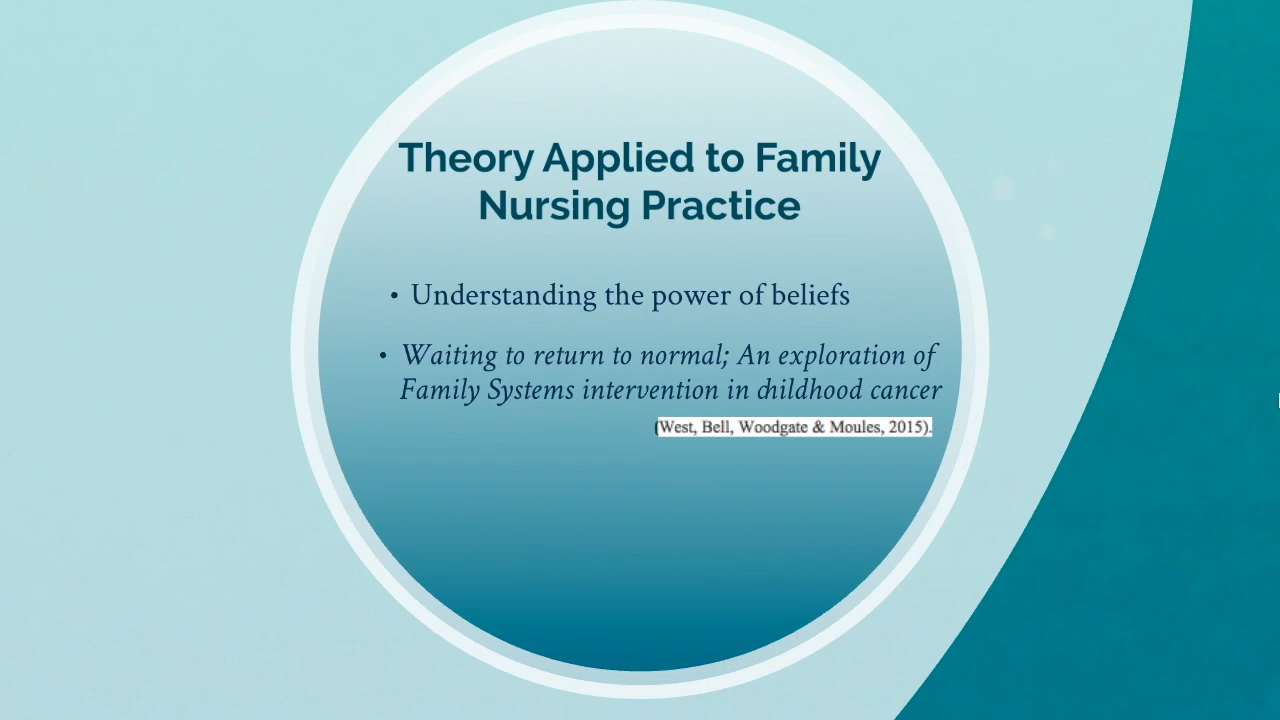 Theory Applied to Family
Nursing Practice
• Understanding the power of beliefs
• Waiting to return to normal; An exploration of
Family Systems intervention in childhood cancer
(West, Bell, Woodgate & Moules, 2015).